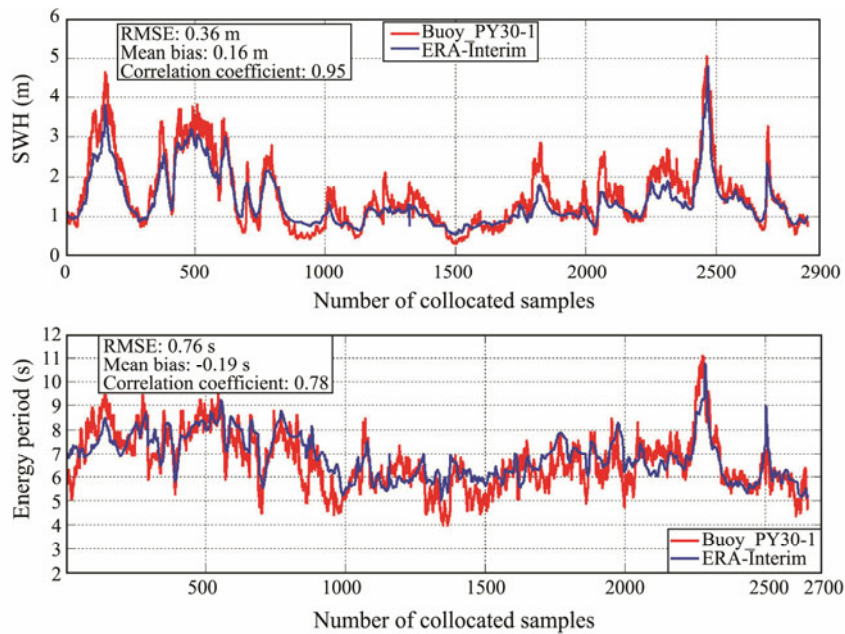 6
RMSE: 0.36 m
Mean bias: 0.16 m
Correlation coefficient: 0.95
Buoy_PY30-1
ERA-Interim
5
4
3
2
1
0
SWH (m)
0 500 1000 1500 2000 2500 2900
Number of collocated samples
12
11
10
9
8
7
6
5
4
3
2
RMSE: 0.76 s
Mean bias: -0.19 s
Correlation coefficient: 0.78
Energy period (s)
Buoy_PY30-1
ERA-Interim
500 1000 1500 2000 2500 2700
Number of collocated samples